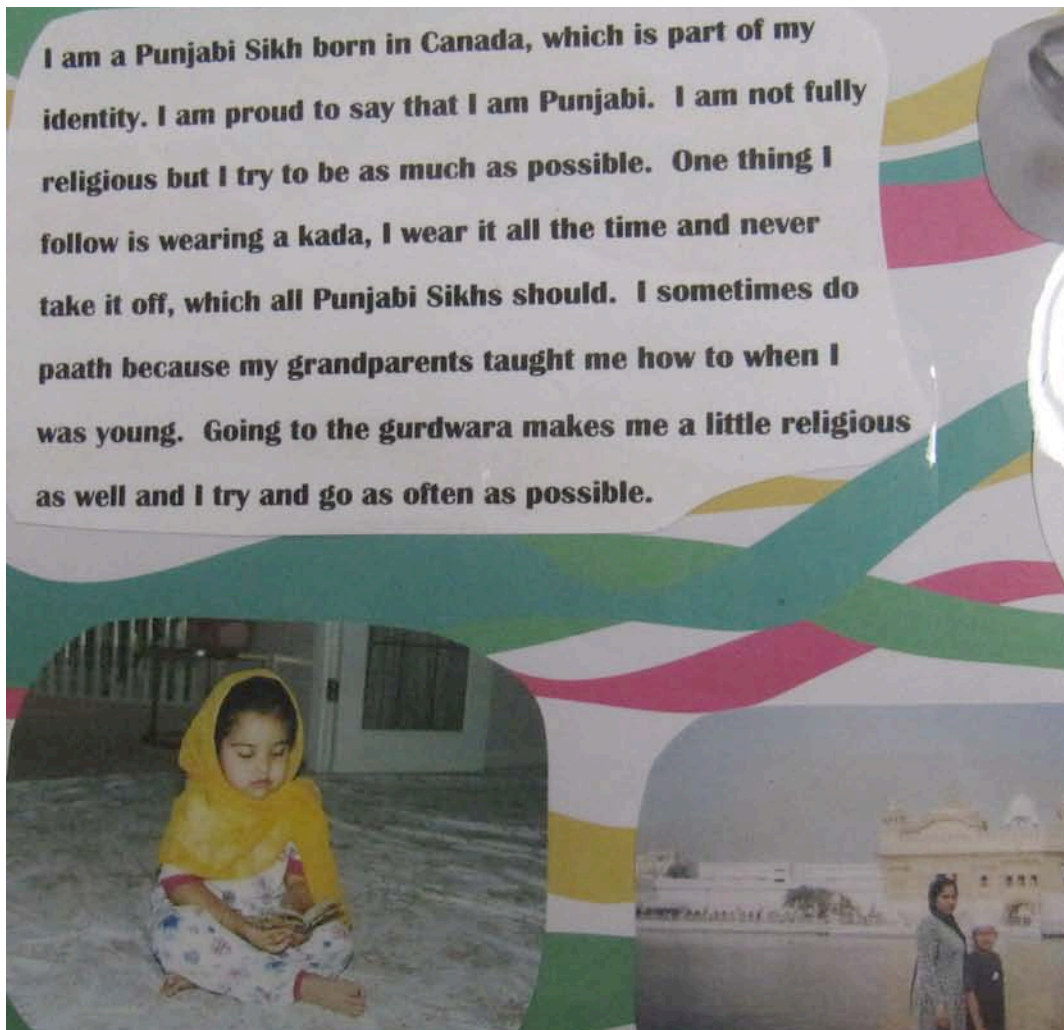 I am a Punjabi Sikh born in Canada, which is part of my
identity. I am proud to say that I am Punjabi. I am not fully
religious but I try to be as much as possible. One thing I
follow is wearing a kada, I wear it all the time and never
take it off, which all Punjabi Sikhs should. I sometimes do
paath because my grandparents taught me how to when I
was young. Going to the gurdwara makes me a little religious
as well and I try and go as often as possible.